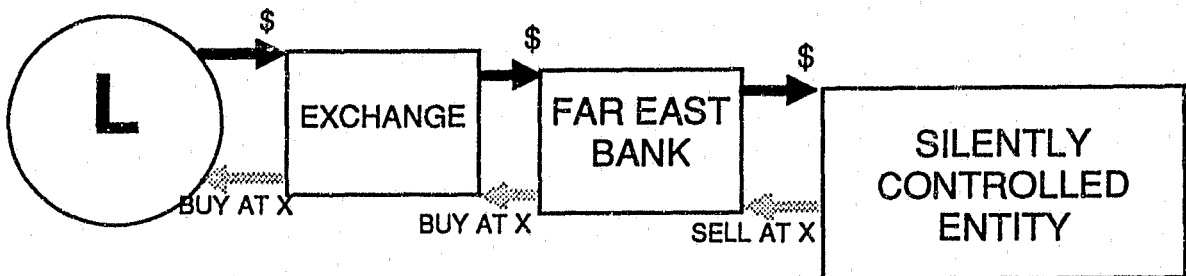 $
$
$
L
EXCHANGE
FAR EAST
BANK
SILENTLY
CONTROLLED
ENTITY
BUY AT X
BUY AT X
SELL AT X